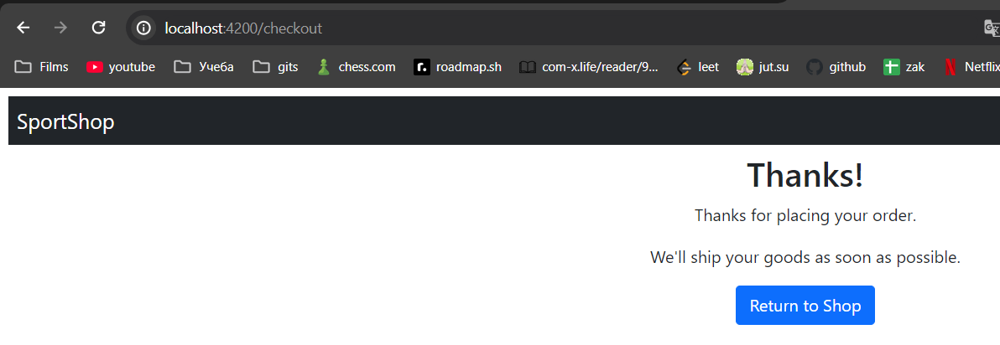 localhost:4200/checkout
Films youtube Учеба gits chess.com roadmap.sh com-x.life/reader/9... leet jut.su github zak Netflix
SportShop
Thanks!
Thanks for placing your order.
We'll ship your goods as soon as possible.
Return to Shop